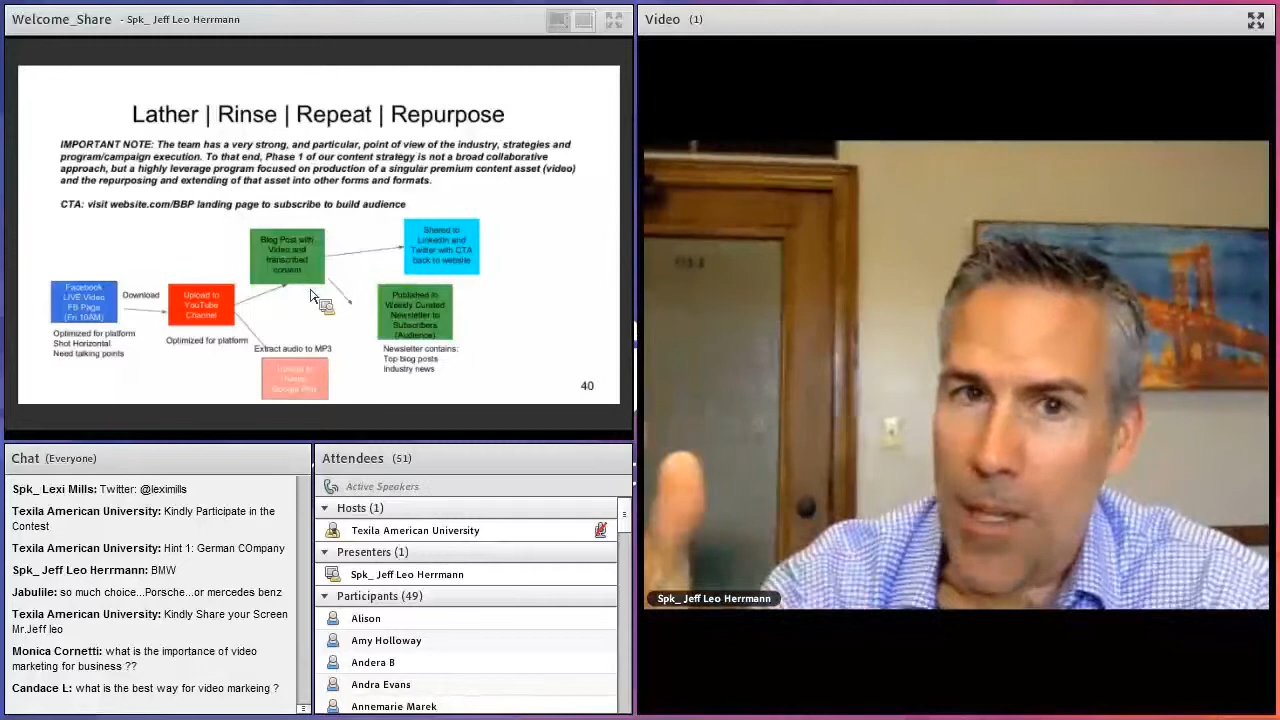 Welcome_Share - Spk_ Jeff Leo Herrmann
Lather | Rinse | Repeat | Repurpose
IMPORTANT NOTE: The team has a very strong, and particular, point of view of the industry, strategies and
program/campaign execution. To that end, Phase 1 of our content strategy is not a broad collaborative
approach, but a highly leverage program focused on production of a singular premium content asset (video)
and the repurposing and extending of that asset into other forms and formats.
CTA: visit website.com/BBP landing page to subscribe to build audience
Facebook
LIVE Video
FB Page
(Fri 10AM)
Optimized for platform
Shot Horizontal
Need talking points
Download
Upload to
YouTube
Channel
Optimized for platform
Blog Post with
Video and
transcribed
consent
Extract audio to MP3
iTunes
Google Play
Shared to
LinkedIn and
Twitter with CTA
back to website
Published to
Weekly Curated
Newsletter to
Subscribers
(Audience)
Newsletter contains:
Top blog posts
Industry news
40
Chat (Everyone)
Spk_ Lexi Mills: Twitter: @leximills
Texila American University: Kindly Participate in the
Contest
Texila American University: Hint 1: German COmpany
Spk_ Jeff Leo Herrmann: BMW
Jabulile: so much choice...Porsche...or mercedes benz
Texila American University: Kindly Share your Screen
Mr.Jeff leo
Monica Cornetti: what is the importance of video
marketing for business ??
Candace L: what is the best way for video markeing ?
Attendees (51)
Active Speakers
Hosts (1)
Texila American University
Presenters (1)
Spk_ Jeff Leo Herrmann
Participants (49)
Alison
Amy Holloway
Andera B
Andra Evans
Annemarie Marek
Video (1)
Spk_ Jeff Leo Herrmann